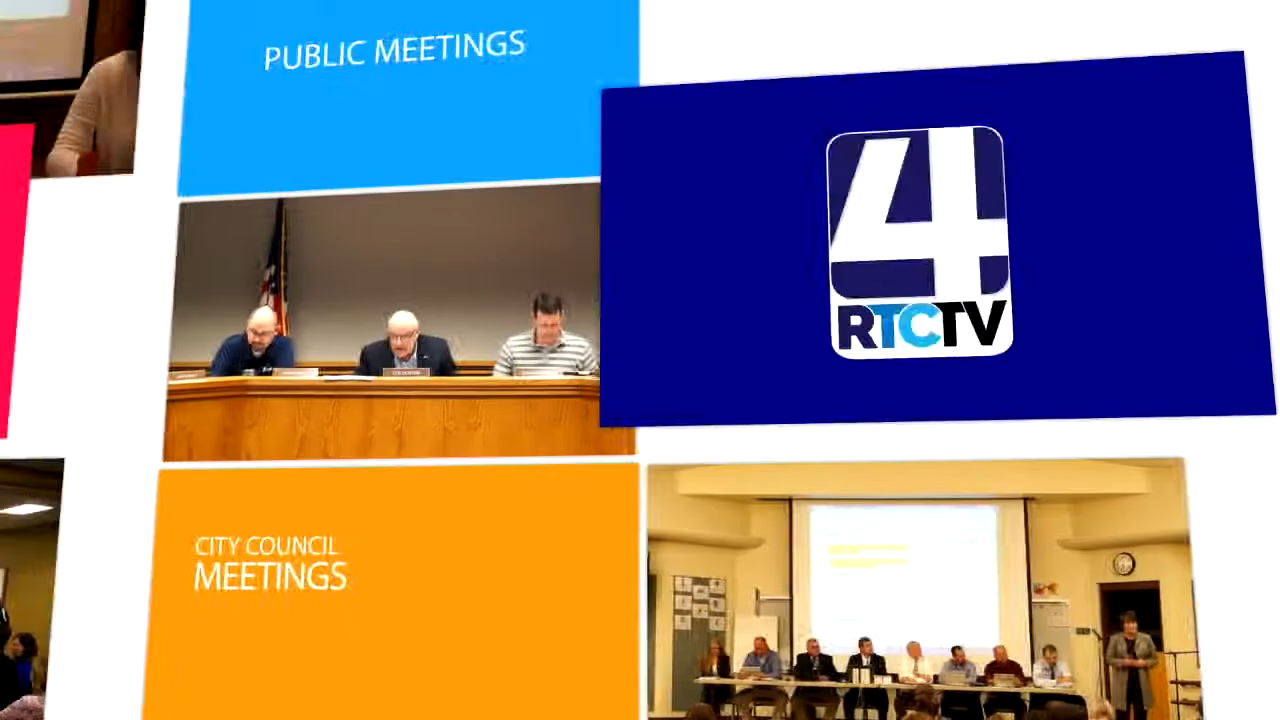 PUBLIC MEETINGS
4
RTCTV
CITY COUNCIL
MEETINGS